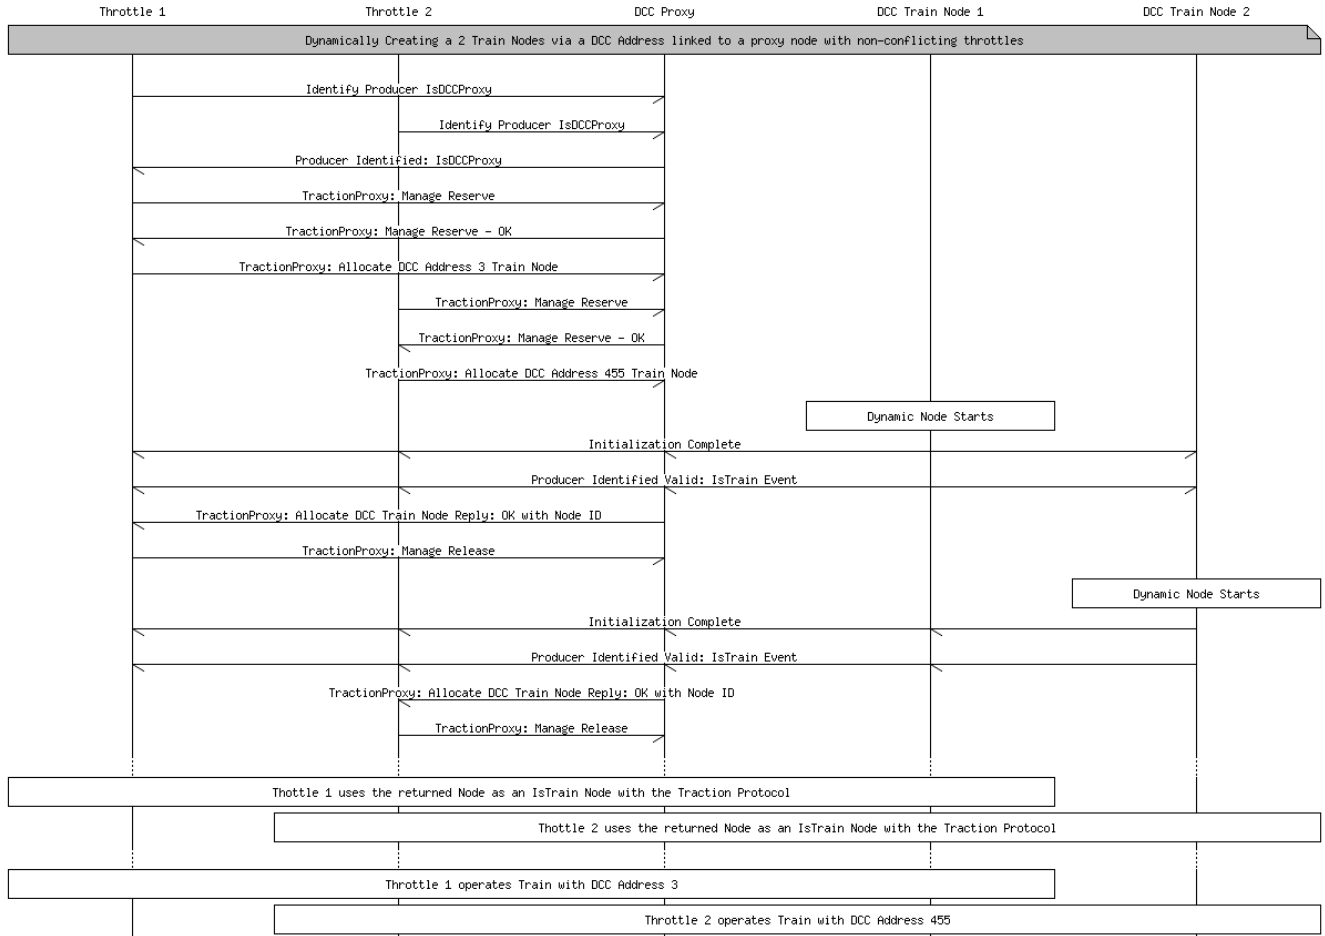 Throttle 1
Throttle 2
DCC Proxy
DCC Train Node 1
DCC Train Node 2
Dynamically Creating a 2 Train Nodes via a DCC Address linked to a proxy node with non-conflicting throttles
Identify Producer IsDCCProxy
Identify Producer IsDCCProxy
Producer Identified: IsDCCProxy
TractionProxy: Manage Reserve
TractionProxy: Manage Reserve - OK
TractionProxy: Allocate DCC Address 3 Train Node
TractionProxy: Manage Reserve
TractionProxy: Manage Reserve - OK
TractionProxy: Allocate DCC Address 455 Train Node
Dynamic Node Starts
Initialization Complete
Producer Identified Valid: IsTrain Event
TractionProxy: Allocate DCC Train Node Reply: OK with Node ID
TractionProxy: Manage Release
Dynamic Node Starts
Initialization Complete
Producer Identified Valid: IsTrain Event
TractionProxy: Allocate DCC Train Node Reply: OK with Node ID
TractionProxy: Manage Release
Thottle 1 uses the returned Node as an IsTrain Node with the Traction Protocol
Thottle 2 uses the returned Node as an IsTrain Node with the Traction Protocol
Throttle 1 operates Train with DCC Address 3
Throttle 2 operates Train with DCC Address 455